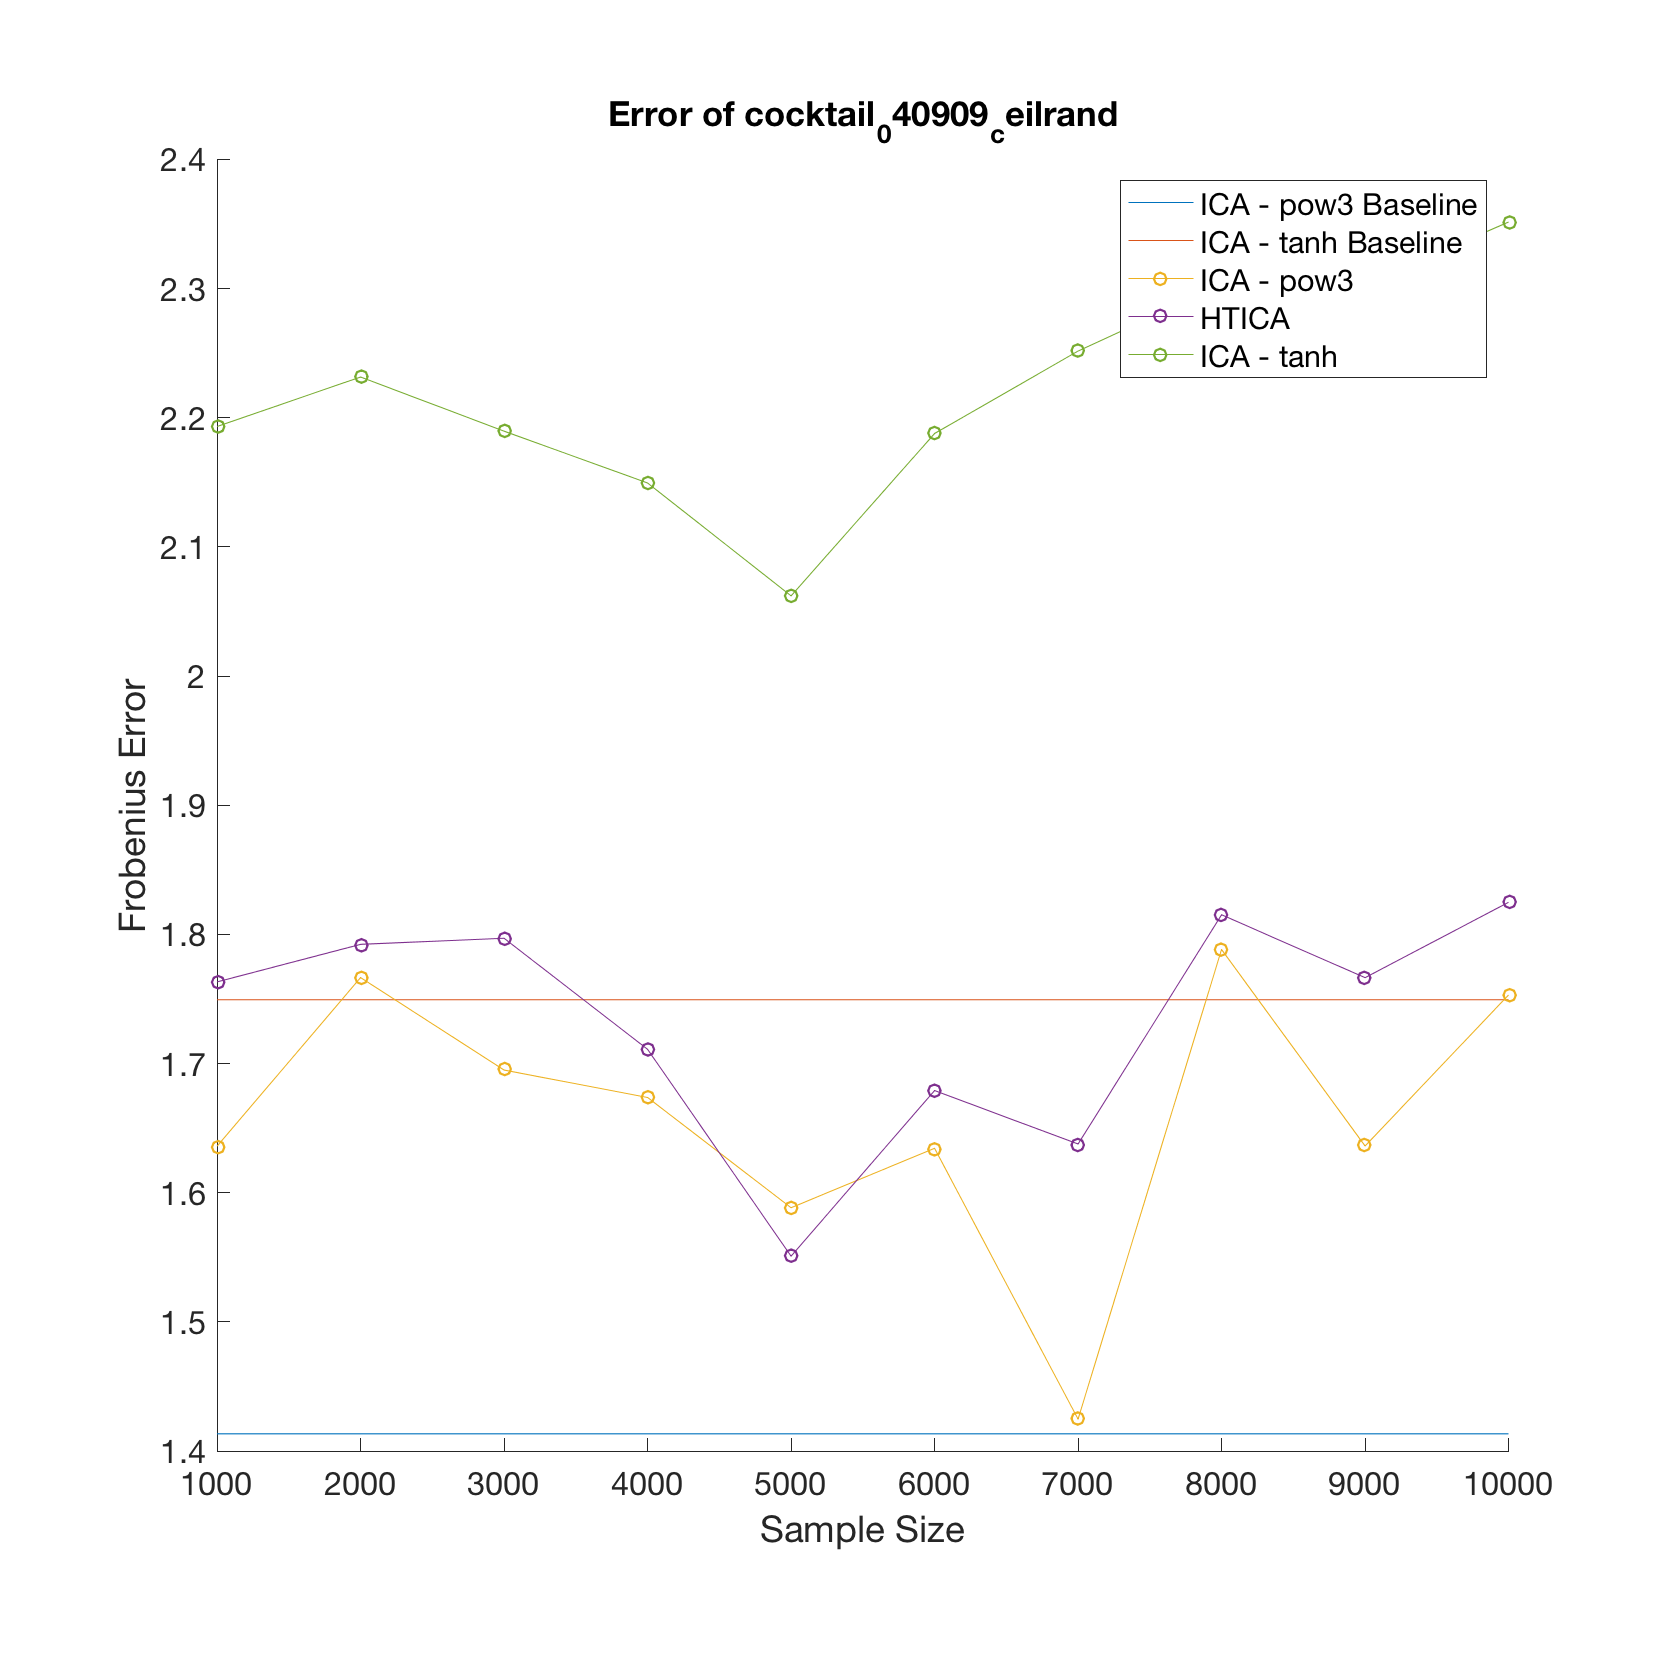 Error of cocktail_040909_ceilrand
2.4
2.3
2.2
2.1
2
1.9
1.8
1.7
1.6
1.5
1.4
Frobenius Error
ICA - pow3 Baseline
ICA - tanh Baseline
ICA - pow3
HTICA
ICA - tanh
1000 2000 3000 4000 5000 6000 7000 8000 9000 10000
Sample Size